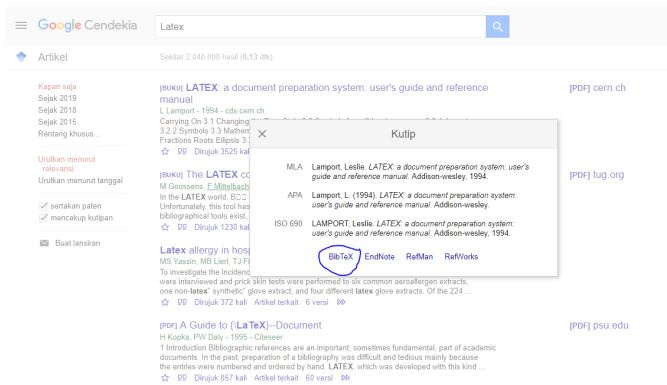 Google Cendekia
Latex
Artikel
Sekitar 2.040.000 hasil (0,13 dtk)
Kapan saja
Sejak 2019
Sejak 2018
Sejak 2015
Rentang khusus...
Urutkan menurut
relevansi
Urutkan menurut tanggal
sertakan paten
mencakup kutipan
Buat lansiran
[BUKU] LATEX: a document preparation system: user's guide and reference
manual
[PDF] cern.ch
L Lamport - 1994 - cds.cern.ch
Carrying On 3.1 Changing
3.2.2 Symbols 3.3 Mathem
Fractions Roots Ellipsis 3.
Dirujuk 3525 kal
[BUKU] The LATEX co
[PDF] tug.org
M Goossens, F Mittelbach
In the LATEX world, B□□
Unfortunately, this tool has
bibliographical tools exist,
Dirujuk 1230 kal
Latex allergy in hosp
MS Yassin, MB Lierl, TJ Fi
To investigate the incidenc
were interviewed and prick skin tests were performed to six common aeroallergen extracts,
one non-latex" synthetic" glove extract, and four different latex glove extracts. Of the 224 ...
Dirujuk 372 kali Artikel terkait 6 versi
[PDF] A Guide to {\LaTeX}--Document
[PDF] psu.edu
H Kopka, PW Daly - 1995 - Citeseer
1 Introduction Bibliographic references are an important, sometimes fundamental, part of academic
documents. In the past, preparation of a bibliography was difficult and tedious mainly because
the entries were numbered and ordered by hand. LATEX, which was developed with this kind ...
Dirujuk 857 kali Artikel terkait 60 versi
Kutip
MLA Lamport, Leslie. LATEX: a document preparation system: user's
guide and reference manual. Addison-wesley, 1994.
APA Lamport, L. (1994). LATEX: a document preparation system:
user's guide and reference manual. Addison-wesley.
ISO 690 LAMPORT, Leslie. LATEX: a document preparation system:
user's guide and reference manual. Addison-wesley, 1994.
BibTeX EndNote RefMan RefWorks